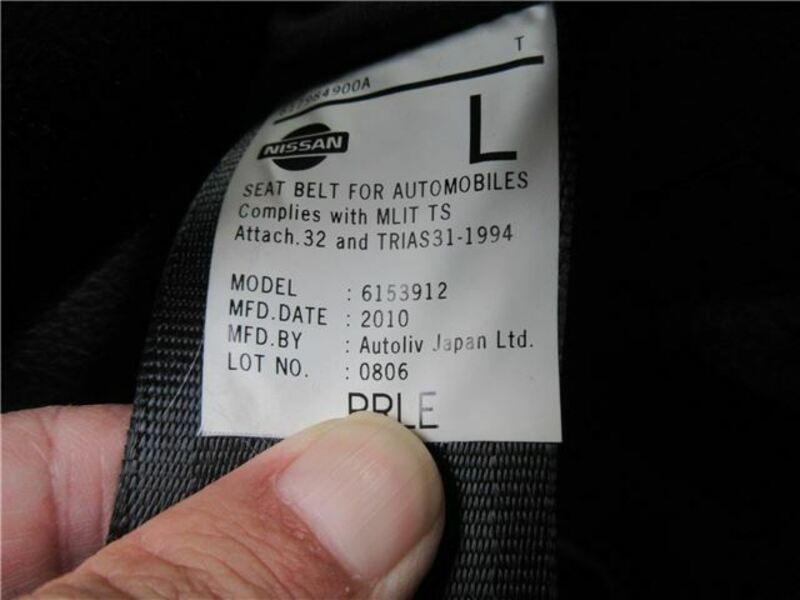 T
NISSAN
L
SEAT BELT FOR AUTOMOBILES
Complies with MLIT TS
Attach.32 and TRIAS31-1994
MODEL : 6153912
MFD.DATE : 2010
MFD.BY : Autoliv Japan Ltd.
LOT NO. : 0806